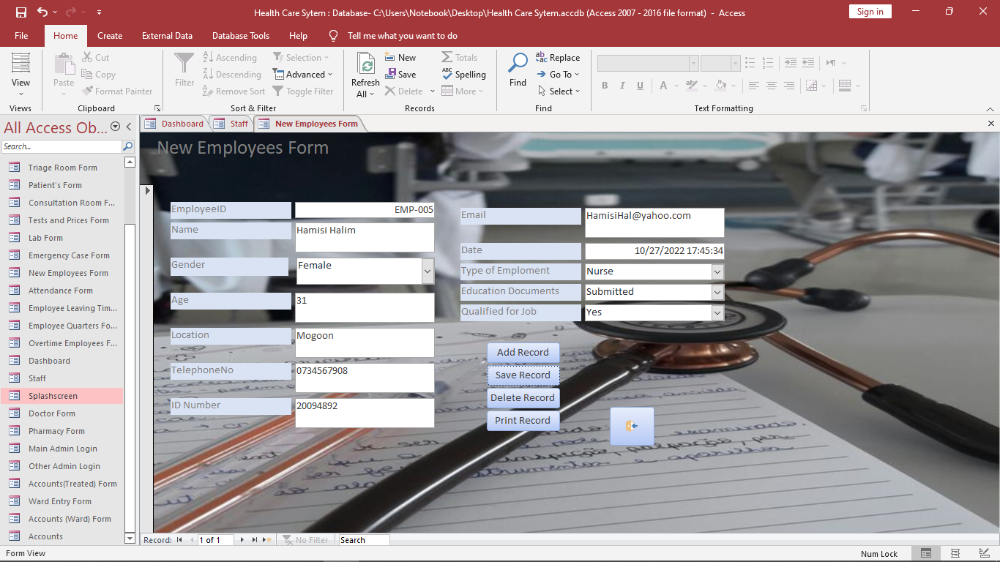 Health Care Sytem : Database- C:\Users\Notebook\Desktop\Health Care Sytem.accdb (Access 2007 - 2016 file format) - Access
Sign in
File Home Create External Data Database Tools Help Tell me what you want to do
View
Views
Paste
Cut
Copy
Format Painter
Clipboard
Filter
Ascending
Descending
Remove Sort
Selection
Advanced
Toggle Filter
Sort & Filter
Refresh All
New
Save
Delete
Totals
Spelling
More
Records
Find
Replace
Go To
Select
Find
B I U A
Text Formatting
All Access Ob...
Search...
Triage Room Form
Patient's Form
Consultation Room F...
Tests and Prices Form
Lab Form
Emergency Case Form
New Employees Form
Attendance Form
Employee Leaving Tim...
Employee Quarters Fo...
Overtime Employees F...
Dashboard
Staff
Splashscreen
Doctor Form
Pharmacy Form
Main Admin Login
Other Admin Login
Accounts(Treated) Form
Ward Entry Form
Accounts (Ward) Form
Accounts
Dashboard Staff New Employees Form
New Employees Form
EmployeeID EMP-005
Name Hamisi Halim
Gender Female
Age 31
Location Mogoon
TelephoneNo 0734567908
ID Number 20094892
Email HamisiHal@yahoo.com
Date 10/27/2022 17:45:34
Type of Emploment Nurse
Education Documents Submitted
Qualified for Job Yes
Add Record
Save Record
Delete Record
Print Record
Record: 1 of 1 No Filter Search
Form View
Num Lock